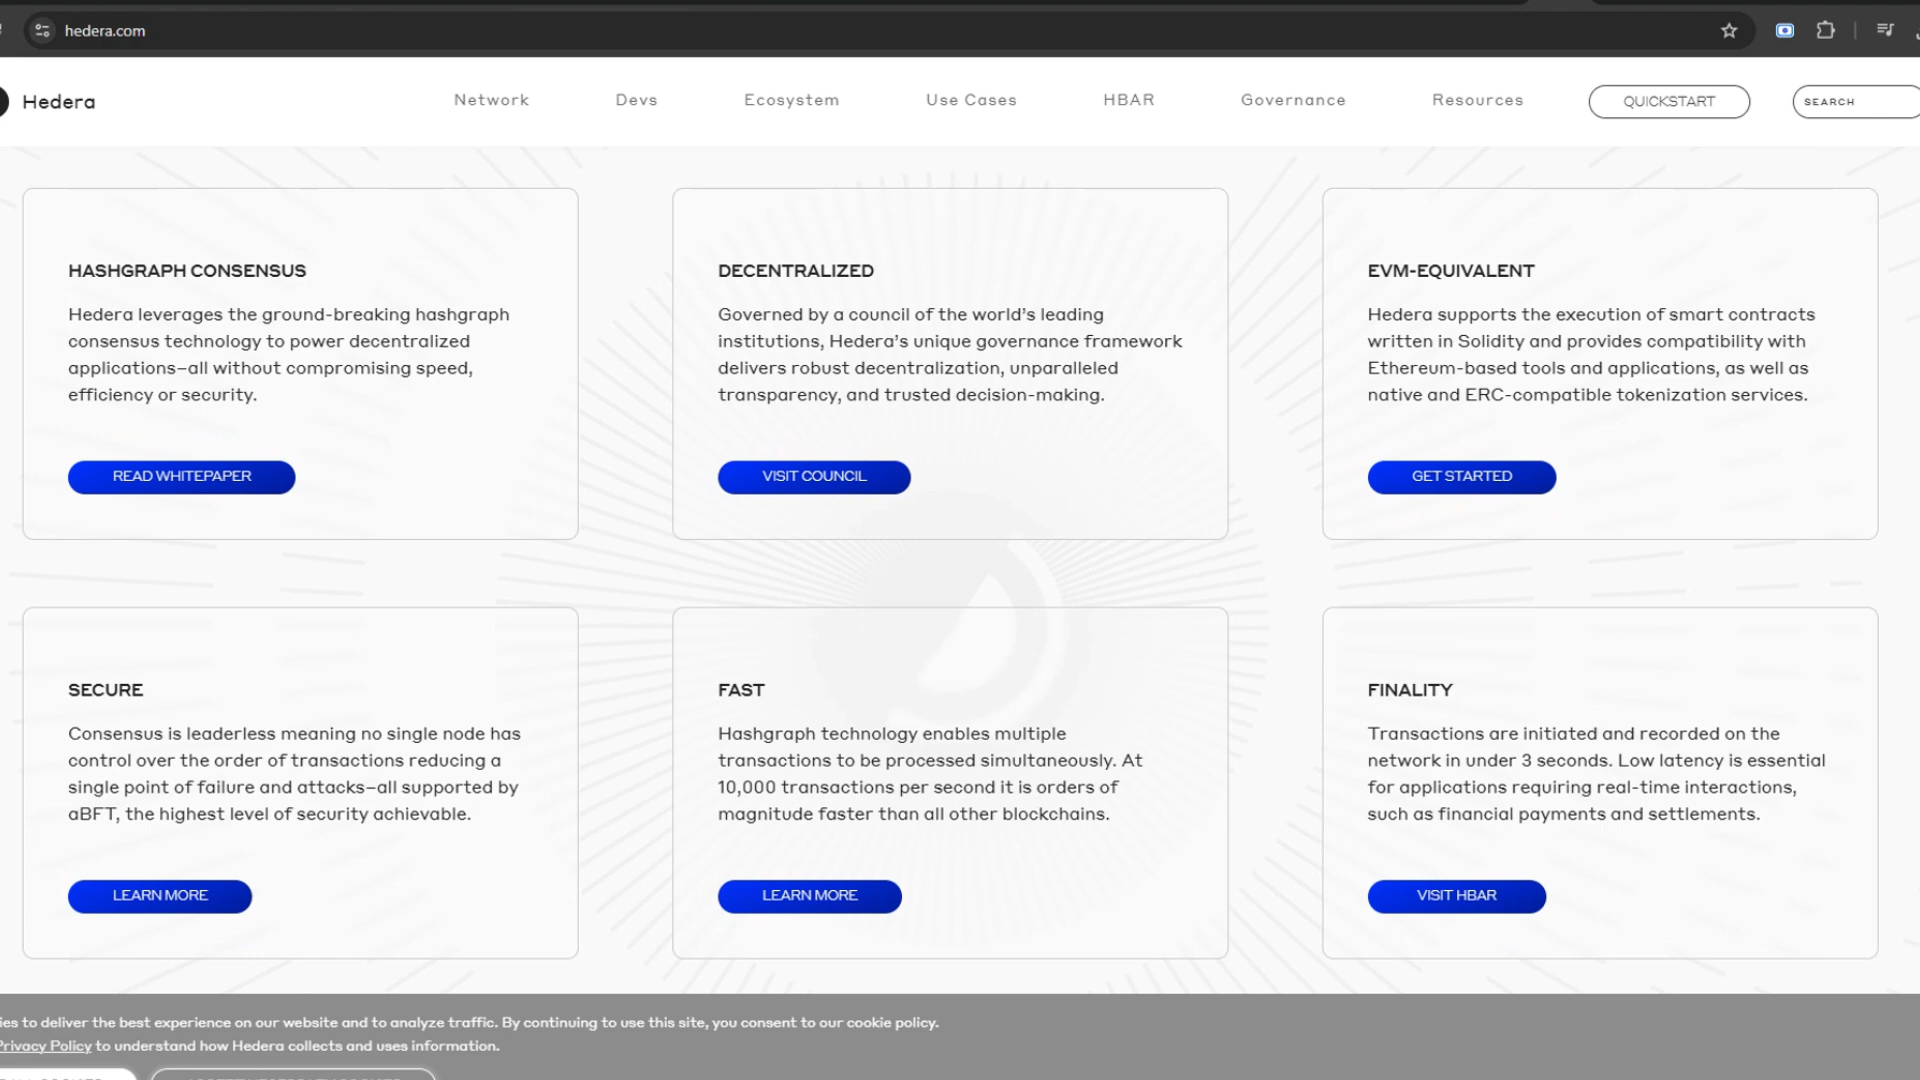 hedera.com
Hedera
Network Devs Ecosystem Use Cases HBAR Governance Resources QUICKSTART SEARCH
HASHGRAPH CONSENSUS
Hedera leverages the ground-breaking hashgraph
consensus technology to power decentralized
applications–all without compromising speed,
efficiency or security.
READ WHITEPAPER
DECENTRALIZED
Governed by a council of the world’s leading
institutions, Hedera’s unique governance framework
delivers robust decentralization, unparalleled
transparency, and trusted decision-making.
VISIT COUNCIL
EVM-EQUIVALENT
Hedera supports the execution of smart contracts
written in Solidity and provides compatibility with
Ethereum-based tools and applications, as well as
native and ERC-compatible tokenization services.
GET STARTED
SECURE
Consensus is leaderless meaning no single node has
control over the order of transactions reducing a
single point of failure and attacks–all supported by
aBFT, the highest level of security achievable.
LEARN MORE
FAST
Hashgraph technology enables multiple
transactions to be processed simultaneously. At
10,000 transactions per second it is orders of
magnitude faster than all other blockchains.
LEARN MORE
FINALITY
Transactions are initiated and recorded on the
network in under 3 seconds. Low latency is essential
for applications requiring real-time interactions,
such as financial payments and settlements.
VISIT HBAR
ies to deliver the best experience on our website and to analyze traffic. By continuing to use this site, you consent to our cookie policy.
Privacy Policy to understand how Hedera collects and uses information.